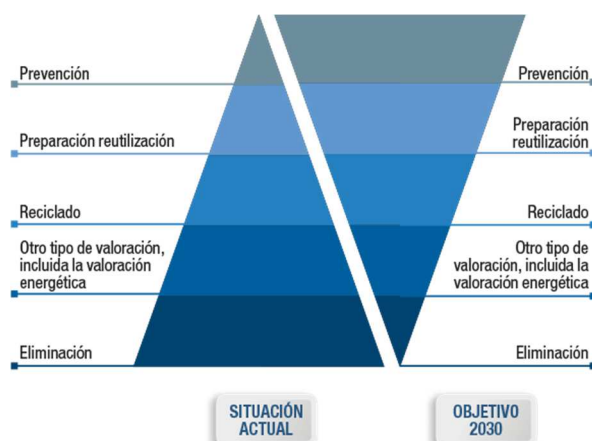 Prevención
Preparación reutilización
Reciclado
Otro tipo de valoración,
incluida la valoración
energética
Eliminación
Prevención
Preparación
reutilización
Reciclado
Otro tipo de
valoración, incluida la
valoración energética
Eliminación
SITUACIÓN
ACTUAL
OBJETIVO
2030